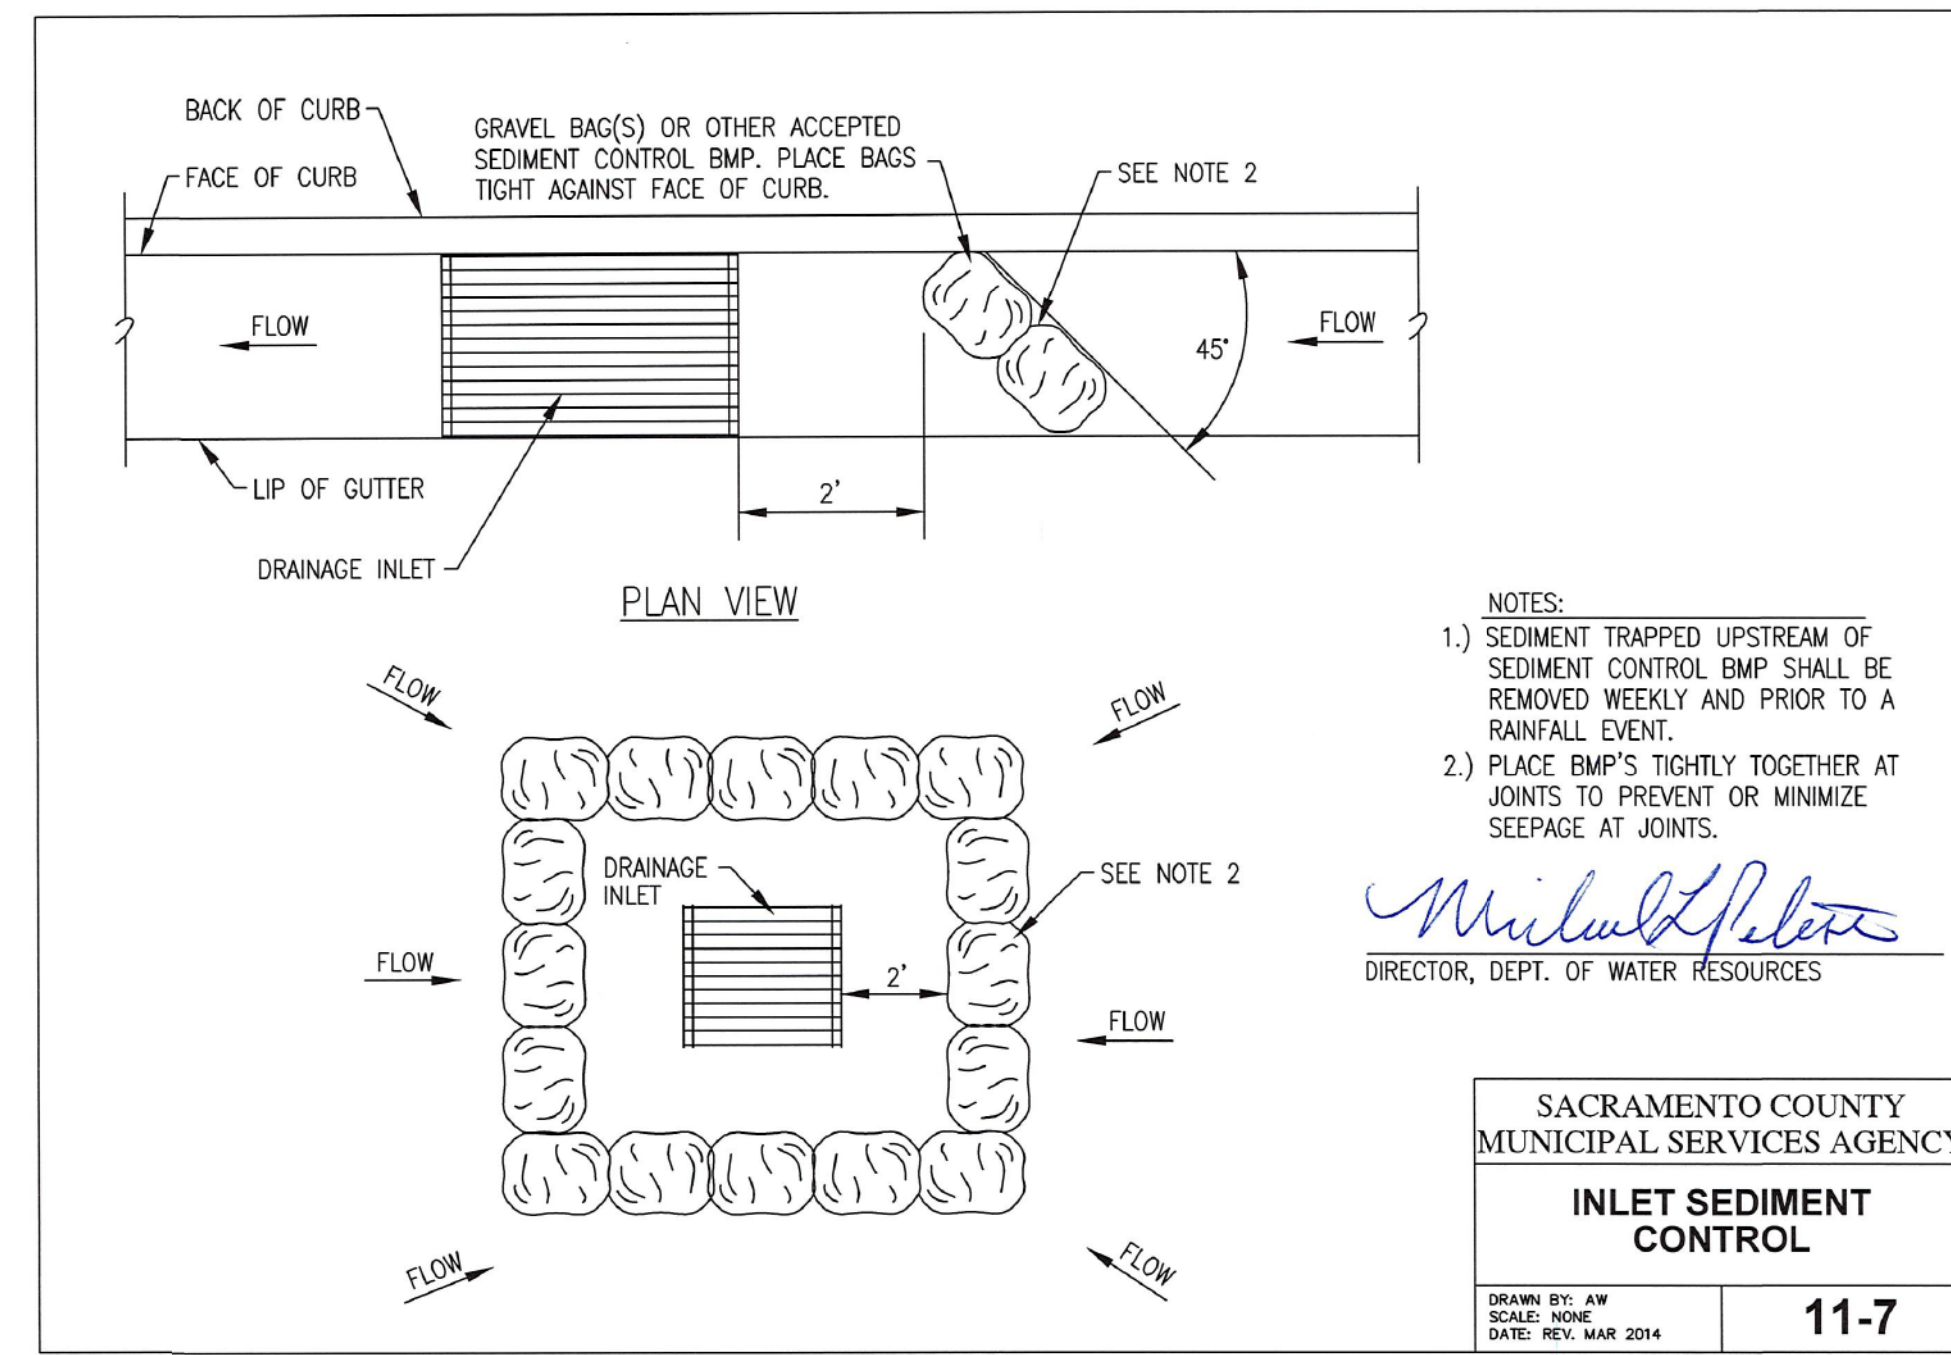 BACK OF CURB
FACE OF CURB
GRAVEL BAG(S) OR OTHER ACCEPTED
SEDIMENT CONTROL BMP. PLACE BAGS
TIGHT AGAINST FACE OF CURB.
SEE NOTE 2
FLOW
FLOW
45°
LIP OF GUTTER
2'
DRAINAGE INLET
PLAN VIEW
NOTES:
1.) SEDIMENT TRAPPED UPSTREAM OF
SEDIMENT CONTROL BMP SHALL BE
REMOVED WEEKLY AND PRIOR TO A
RAINFALL EVENT.
2.) PLACE BMP'S TIGHTLY TOGETHER AT
JOINTS TO PREVENT OR MINIMIZE
SEEPAGE AT JOINTS.
FLOW
FLOW
DRAINAGE
INLET
SEE NOTE 2
FLOW
2'
FLOW
FLOW
FLOW
DIRECTOR, DEPT. OF WATER RESOURCES
SACRAMENTO COUNTY
MUNICIPAL SERVICES AGENCY
INLET SEDIMENT
CONTROL
DRAWN BY: AW
SCALE: NONE
DATE: REV. MAR 2014
11-7